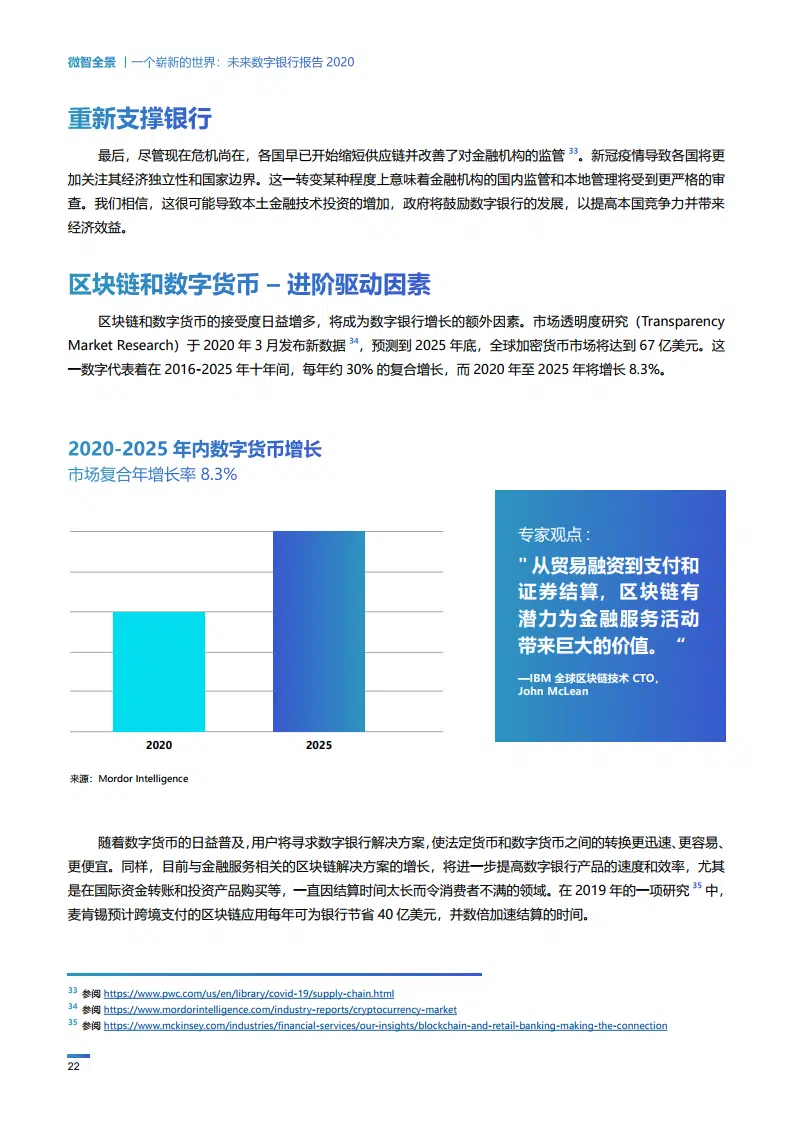 微智全景 | 一个崭新的世界：未来数字银行报告 2020
重新支撑银行
最后，尽管现在危机尚在，各国早已开始缩短供应链并改善了对金融机构的监管 33。新冠疫情导致各国将更
加关注其经济独立性和国家边界。这一转变某种程度上意味着金融机构的国内监管和本地管理将受到更严格的审
查。我们相信，这很可能导致本土金融技术投资的增加，政府将鼓励数字银行的发展，以提高本国竞争力并带来
经济效益。
区块链和数字货币 – 进阶驱动因素
区块链和数字货币的接受度日益增多，将成为数字银行增长的额外因素。市场透明度研究（Transparency
Market Research）于 2020 年 3 月发布新数据 34，预测到 2025 年底，全球加密货币市场将达到 67 亿美元。这
一数字代表着在 2016-2025 年十年间，每年约 30% 的复合增长，而 2020 年至 2025 年将增长 8.3%。
2020-2025 年内数字货币增长
市场复合年增长率 8.3%
2020
2025
来源：Mordor Intelligence
专家观点：
" 从贸易融资到支付和
证券结算，区块链有
潜力为金融服务活动
带来巨大的价值。 “
—IBM 全球区块链技术 CTO，
John McLean
随着数字货币的日益普及，用户将寻求数字银行解决方案，使法定货币和数字货币之间的转换更迅速、更容易、
更便宜。同样，目前与金融服务相关的区块链解决方案的增长，将进一步提高数字银行产品的速度和效率，尤其
是在国际资金转账和投资产品购买等，一直因结算时间太长而令消费者不满的领域。在 2019 年的一项研究 35 中，
麦肯锡预计跨境支付的区块链应用每年可为银行节省 40 亿美元，并数倍加速结算的时间。
33 参阅 https://www.pwc.com/us/en/library/covid-19/supply-chain.html
34 参阅 https://www.mordorintelligence.com/industry-reports/cryptocurrency-market
35 参阅 https://www.mckinsey.com/industries/financial-services/our-insights/blockchain-and-retail-banking-making-the-connection
22